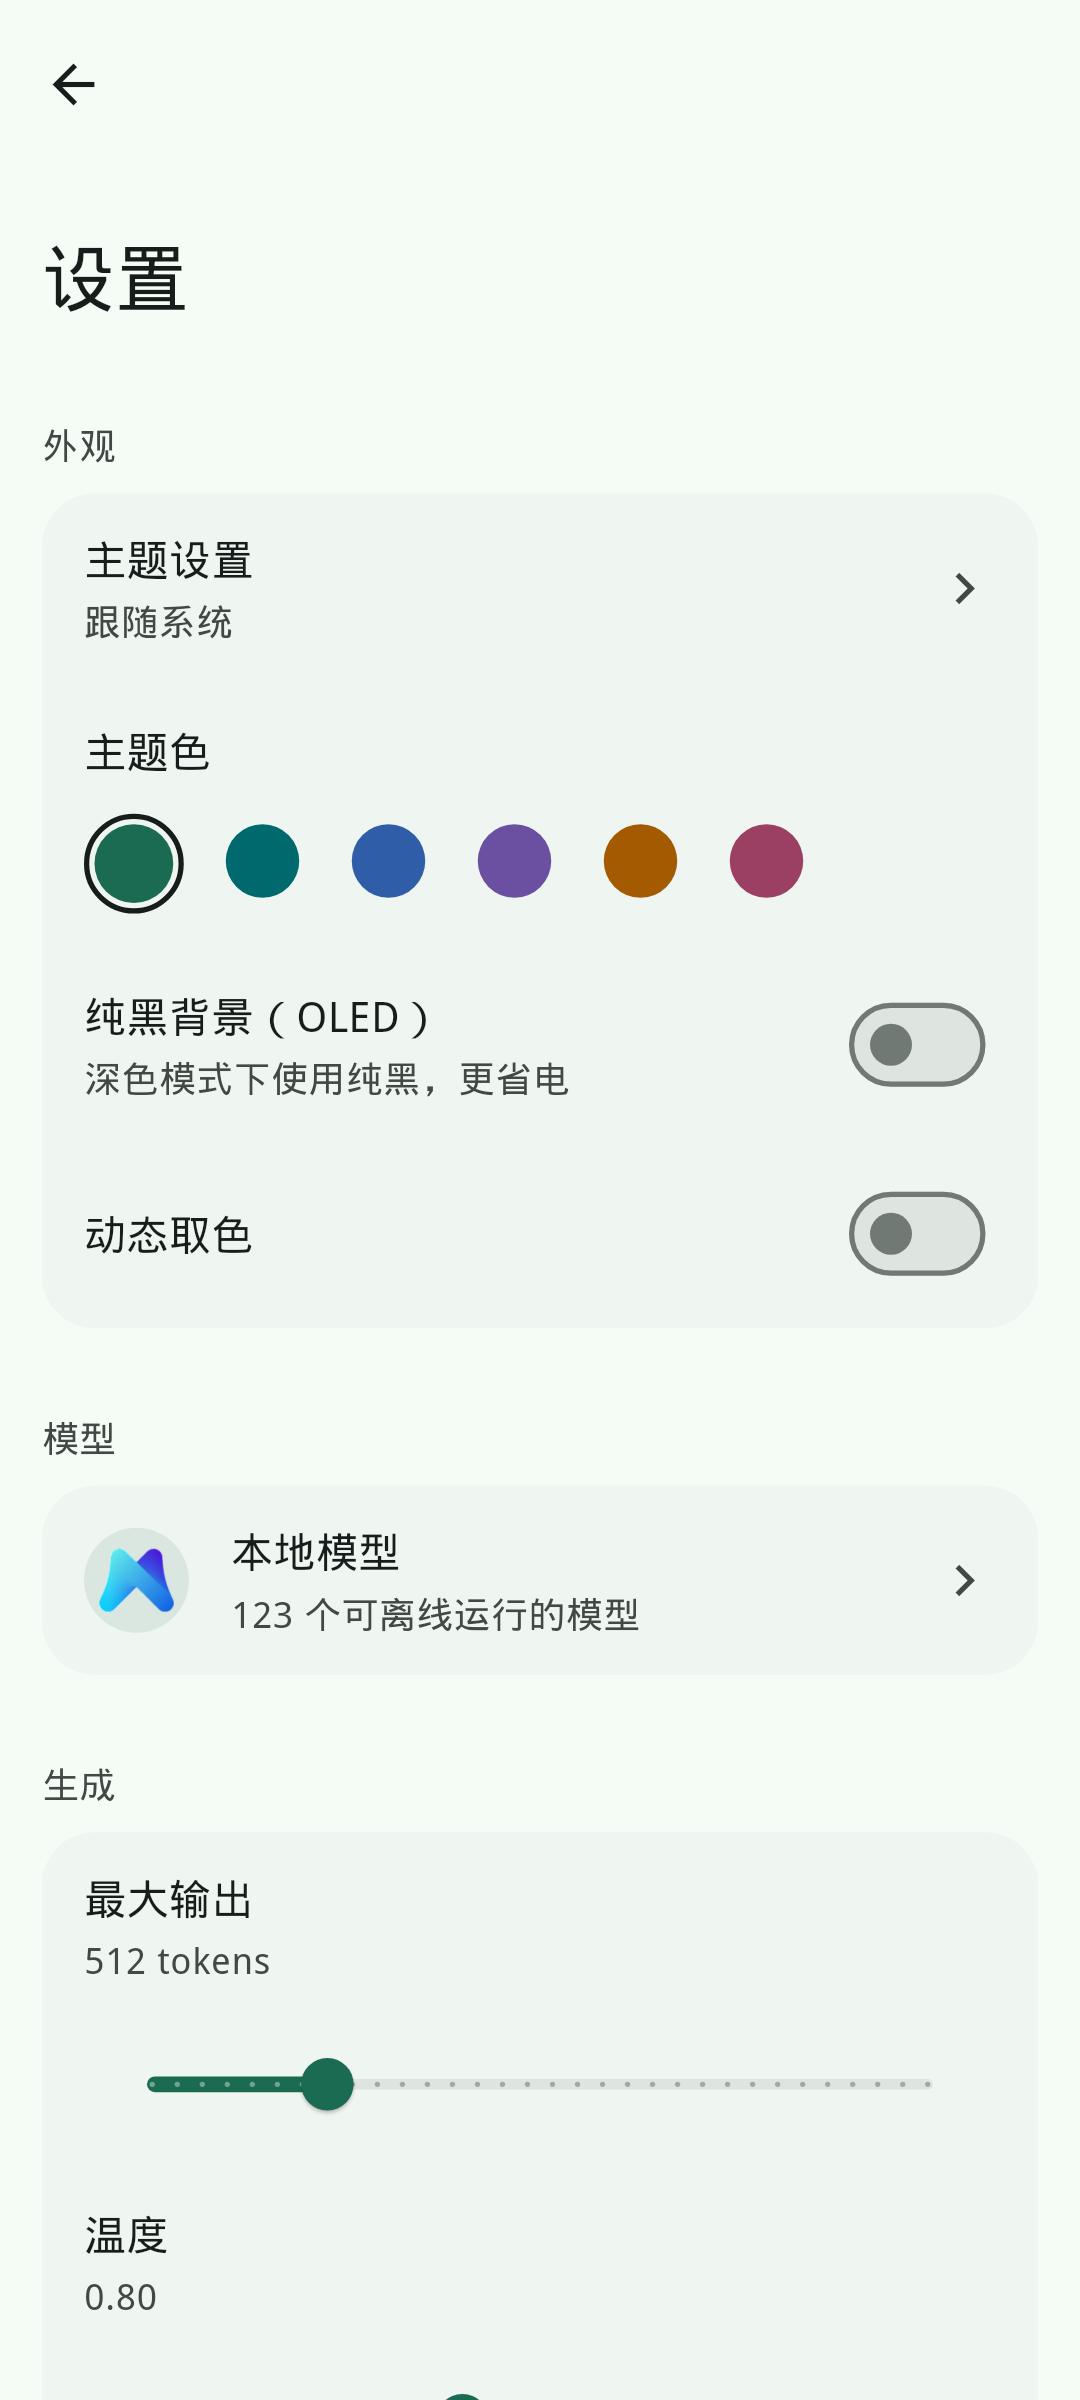 设置
外观
主题设置
跟随系统
主题色
纯黑背景（OLED）
深色模式下使用纯黑，更省电
动态取色
模型
本地模型
123 个可离线运行的模型
生成
最大输出
512 tokens
温度
0.80